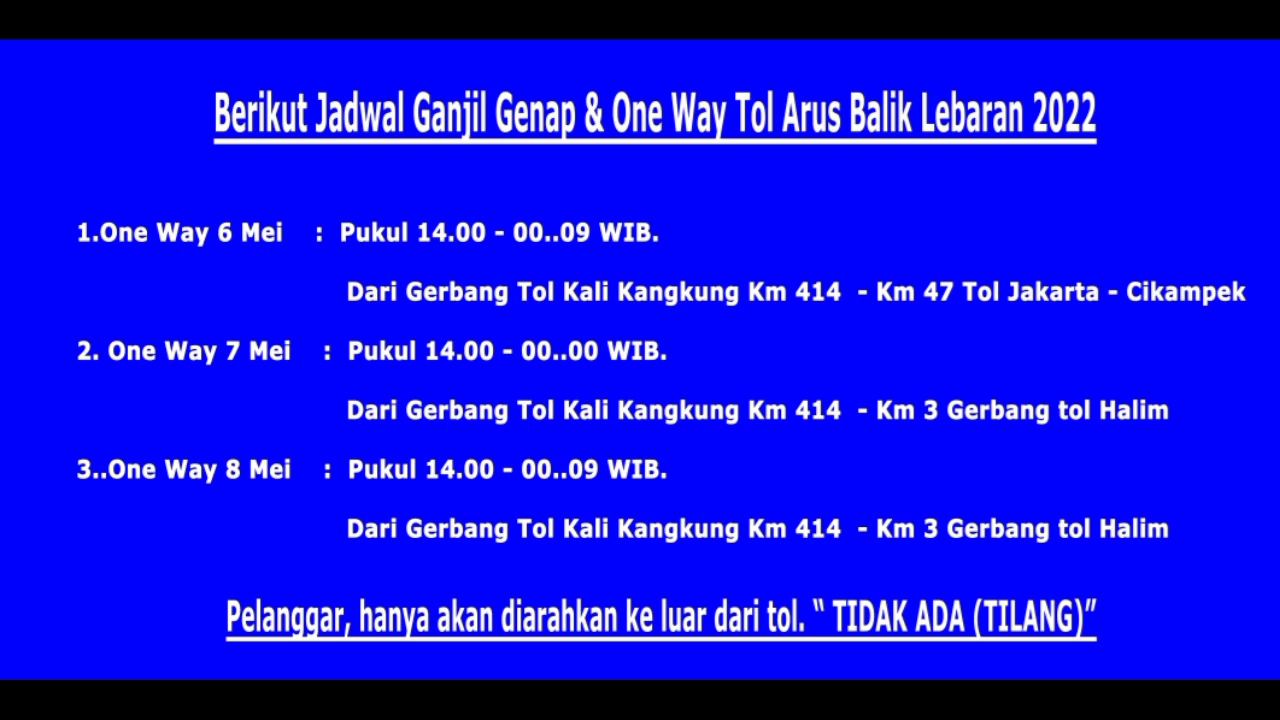 Berikut Jadwal Ganjil Genap & One Way Tol Arus Balik Lebaran 2022
1.One Way 6 Mei : Pukul 14.00 - 00..09 WIB.
Dari Gerbang Tol Kali Kangkung Km 414 - Km 47 Tol Jakarta - Cikampek
2. One Way 7 Mei : Pukul 14.00 - 00..00 WIB.
Dari Gerbang Tol Kali Kangkung Km 414 - Km 3 Gerbang tol Halim
3..One Way 8 Mei : Pukul 14.00 - 00..09 WIB.
Dari Gerbang Tol Kali Kangkung Km 414 - Km 3 Gerbang tol Halim
Pelanggar, hanya akan diarahkan ke luar dari tol. “ TIDAK ADA (TILANG)”